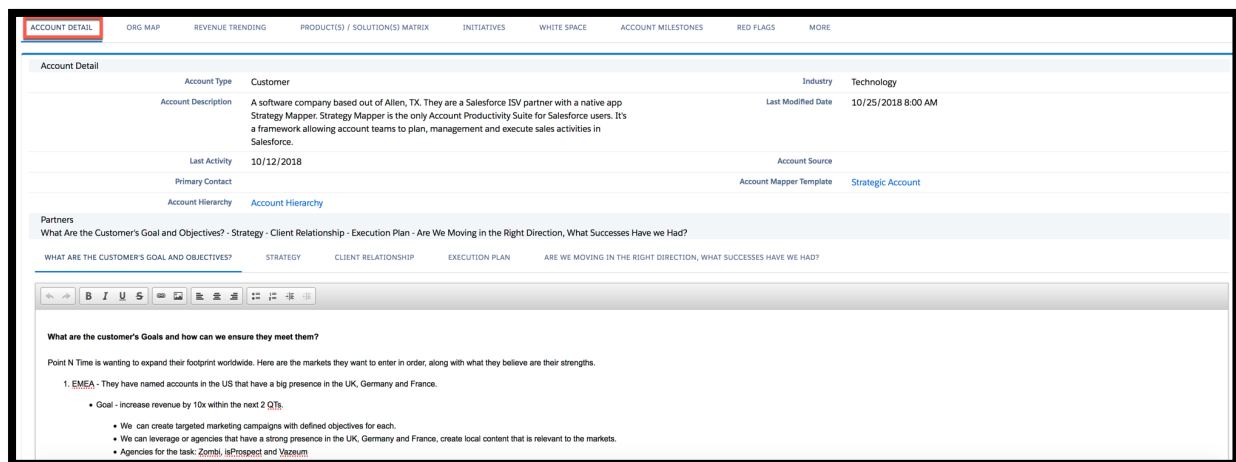 ACCOUNT DETAIL ORG MAP REVENUE TRENDING PRODUCT(S) / SOLUTION(S) MATRIX INITIATIVES WHITE SPACE ACCOUNT MILESTONES RED FLAGS MORE
Account Detail
Account Type Customer Industry Technology
Account Description A software company based out of Allen, TX. They are a Salesforce ISV partner with a native app Last Modified Date 10/25/2018 8:00 AM
Strategy Mapper. Strategy Mapper is the only Account Productivity Suite for Salesforce users. It's
a framework allowing account teams to plan, management and execute sales activities in
Salesforce.
Last Activity 10/12/2018 Account Source
Primary Contact Account Mapper Template Strategic Account
Account Hierarchy Account Hierarchy
Partners
What Are the Customer's Goal and Objectives? - Strategy - Client Relationship - Execution Plan - Are We Moving in the Right Direction, What Successes Have we Had?
WHAT ARE THE CUSTOMER'S GOAL AND OBJECTIVES? STRATEGY CLIENT RELATIONSHIP EXECUTION PLAN ARE WE MOVING IN THE RIGHT DIRECTION, WHAT SUCCESSES HAVE WE HAD?
B I U S
What are the customer's Goals and how can we ensure they meet them?
Point N Time is wanting to expand their footprint worldwide. Here are the markets they want to enter in order, along with what they believe are their strengths.
1. EMEA - They have named accounts in the US that have a big presence in the UK, Germany and France.
• Goal - increase revenue by 10x within the next 2 QTs.
• We can create targeted marketing campaigns with defined objectives for each.
• We can leverage or agencies that have a strong presence in the UK, Germany and France, create local content that is relevant to the markets.
• Agencies for the task: Zombi, isProspect and Vazeum